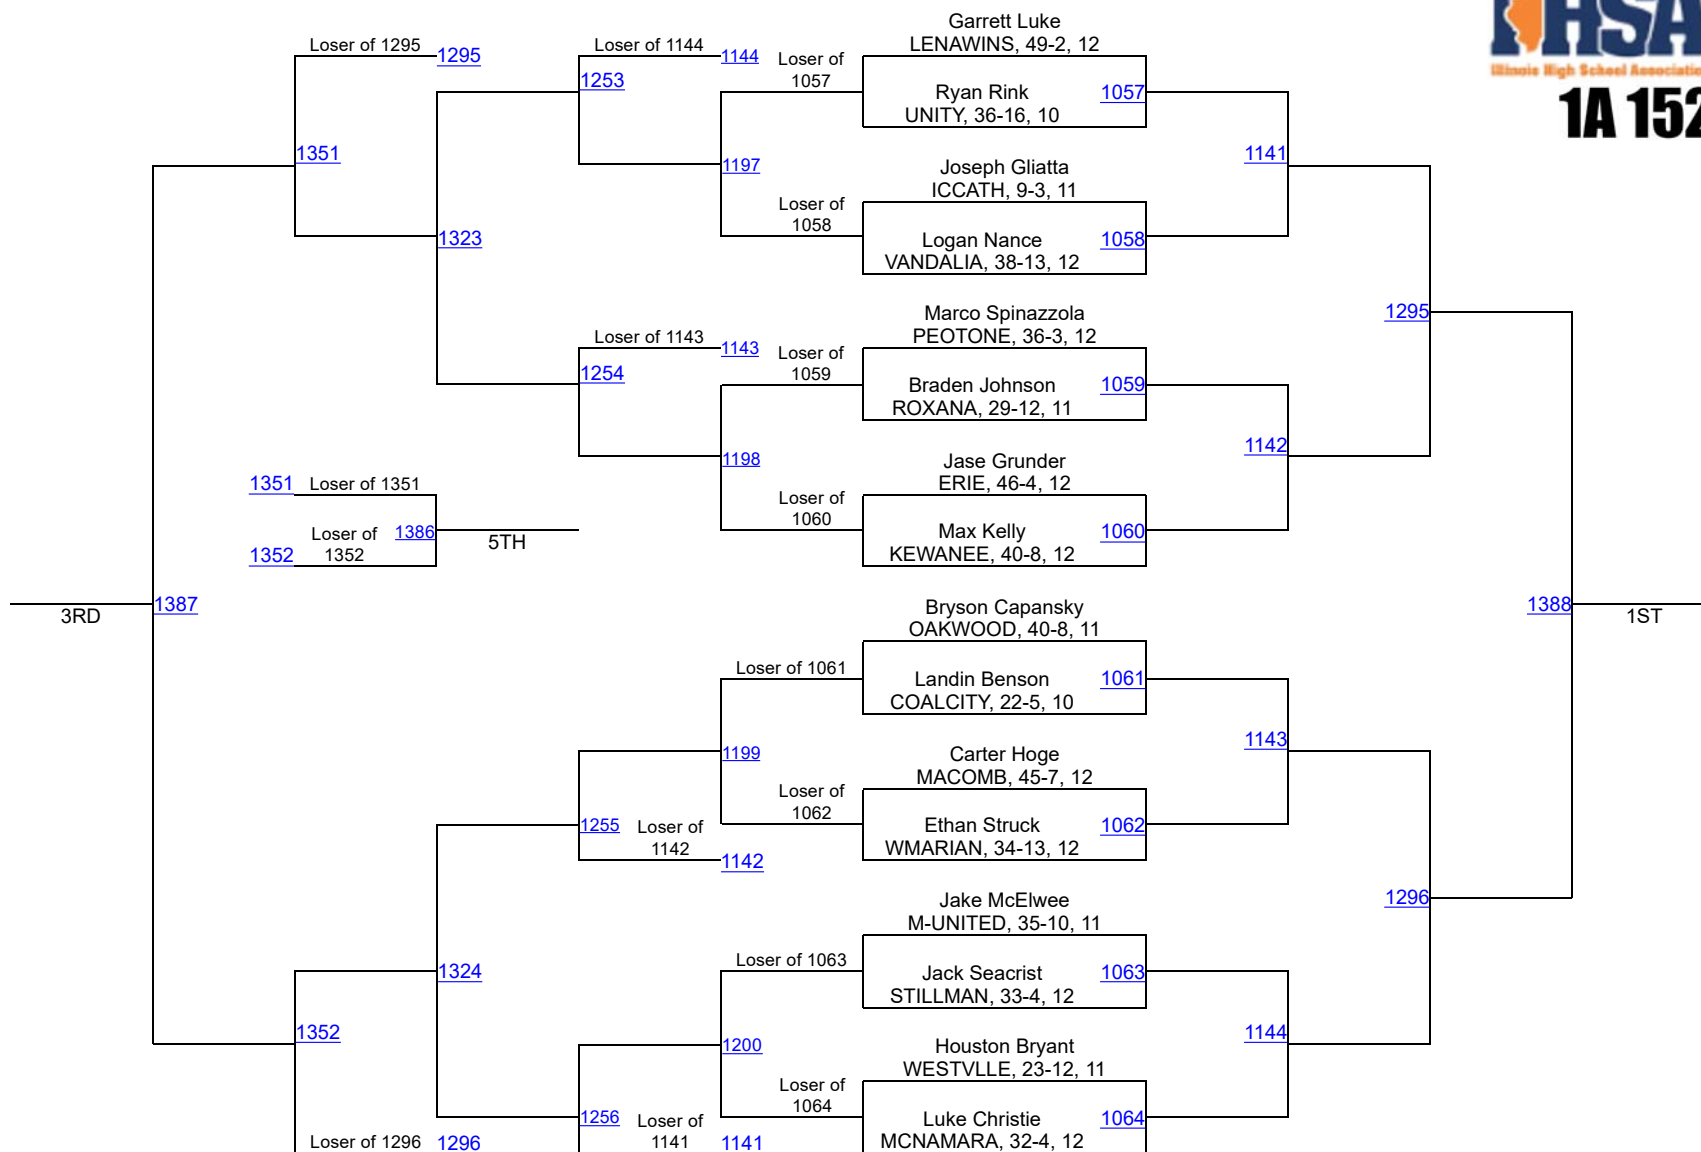 HSA
Illinois High School Association
1A 152
Garrett Luke
LENAWINS, 49-2, 12
Loser of 1295
1295
Loser of 1144
1144
Loser of
1057
1253
Ryan Rink
UNITY, 36-16, 10
1057
1351
1197
Joseph Gliatta
ICCATH, 9-3, 11
1141
Loser of
1058
1323
Logan Nance
VANDALIA, 38-13, 12
1058
Marco Spinazzola
PEOTONE, 36-3, 12
1295
Loser of 1143
1143
Loser of
1059
1254
Braden Johnson
ROXANA, 29-12, 11
1059
1142
1198
Jase Grunder
ERIE, 46-4, 12
1351
Loser of 1351
Loser of
1060
Loser of
1352
1386
5TH
1352
Max Kelly
KEWANEE, 40-8, 12
1060
3RD
1387
Bryson Capansky
OAKWOOD, 40-8, 11
1388
1ST
Loser of 1061
Landin Benson
COALCITY, 22-5, 10
1061
1199
Carter Hoge
MACOMB, 45-7, 12
1143
Loser of
1062
1255
Loser of
1142
1142
Ethan Struck
WMARIAN, 34-13, 12
1062
Jake McElwee
M-UNITED, 35-10, 11
1296
Loser of 1063
1324
Jack Seacrist
STILLMAN, 33-4, 12
1063
1352
1200
Houston Bryant
WESTVLLE, 23-12, 11
1144
Loser of
1064
1256
Loser of
1141
1141
Luke Christie
MCNAMARA, 32-4, 12
1064
Loser of 1296
1296